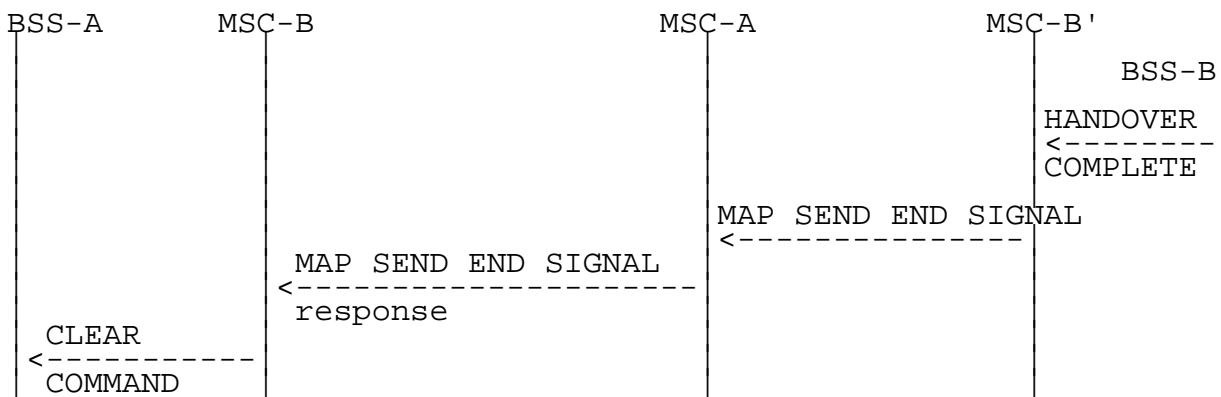 BSS-A MSC-B MSC-A MSC-B'
BSS-B
HANDOVER
COMPLETE
MAP SEND END SIGNAL
MAP SEND END SIGNAL
response
CLEAR
COMMAND